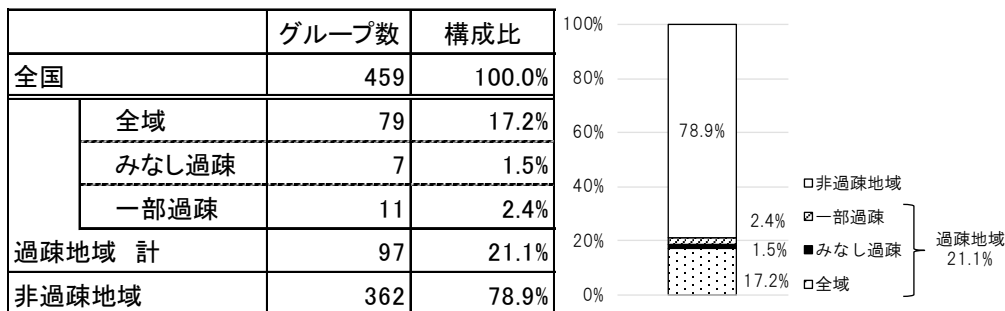 グループ数 構成比
全国 459 100.0%
全域 79 17.2%
みなし過疎 7 1.5%
一部過疎 11 2.4%
過疎地域 計 97 21.1%
非過疎地域 362 78.9%
100%
80%
60%
40%
20%
0%
78.9%
2.4%
1.5%
17.2%
非過疎地域
一部過疎
みなし過疎
全域
過疎地域
21.1%